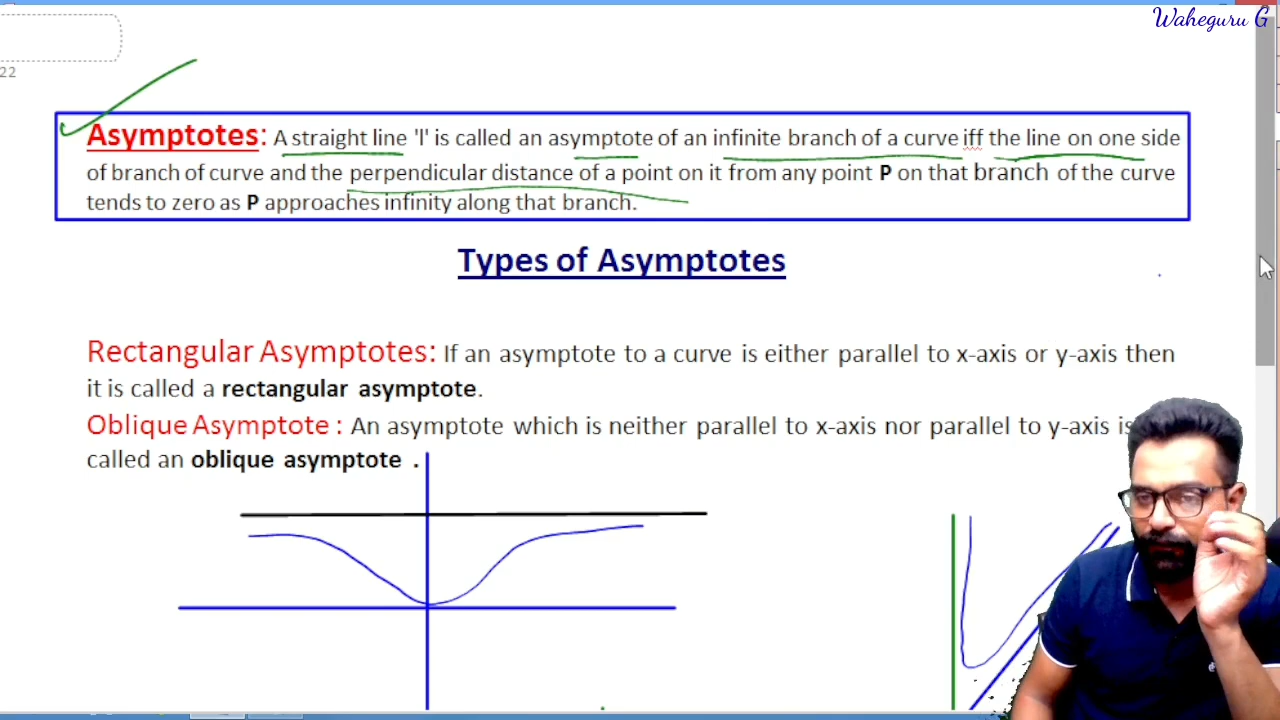 Waheguru G
22
Asymptotes: A straight line 'l' is called an asymptote of an infinite branch of a curve iff the line on one side
of branch of curve and the perpendicular distance of a point on it from any point P on that branch of the curve
tends to zero as P approaches infinity along that branch.
Types of Asymptotes
Rectangular Asymptotes: If an asymptote to a curve is either parallel to x-axis or y-axis then
it is called a rectangular asymptote.
Oblique Asymptote : An asymptote which is neither parallel to x-axis nor parallel to y-axis is
called an oblique asymptote .